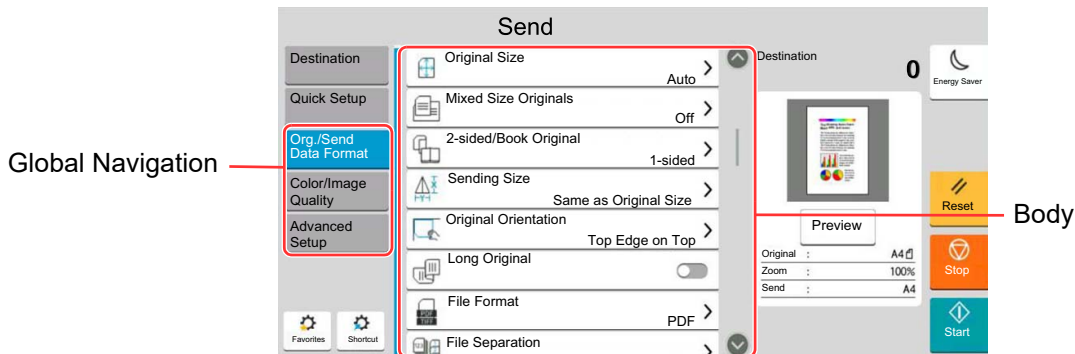 Send
Destination
Quick Setup
Org./Send
Data Format
Color/Image
Quality
Advanced
Setup
Favorites
Shortcut
Global Navigation
Original Size
Auto
Mixed Size Originals
Off
2-sided/Book Original
1-sided
Sending Size
Same as Original Size
Original Orientation
Top Edge on Top
Long Original
File Format
PDF
TIFF
PDF
File Separation
Destination
0
Preview
Original : A4
Zoom : 100%
Send : A4
Energy Saver
Reset
Stop
Start
Body